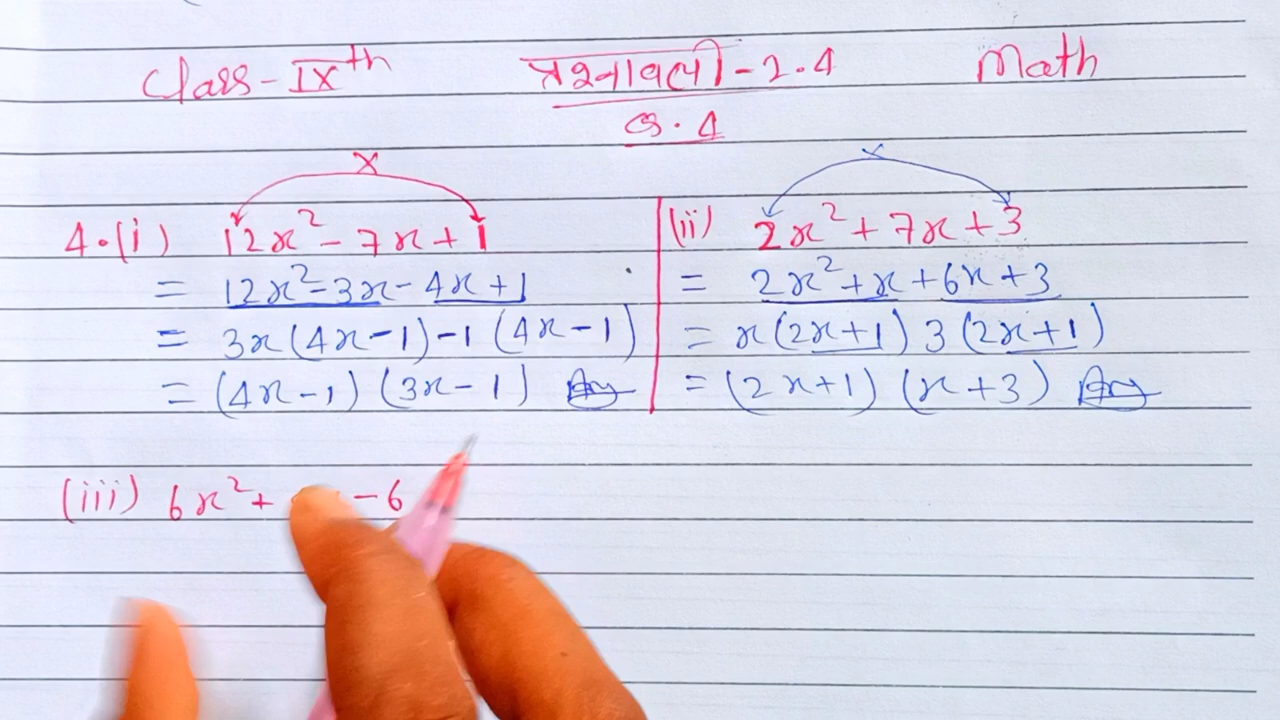 Class-IXth प्रश्नावली-2.4 Math
Q.4
x
4.(i) 12x²-7x+1
= 12x²-3x-4x+1
= 3x(4x-1)-1(4x-1)
= (4x-1)(3x-1) Ans
x
(ii) 2x²+7x+3
= 2x²+x+6x+3
= x(2x+1) 3(2x+1)
= (2x+1)(x+3) Ans
(iii) 6x²+ -6